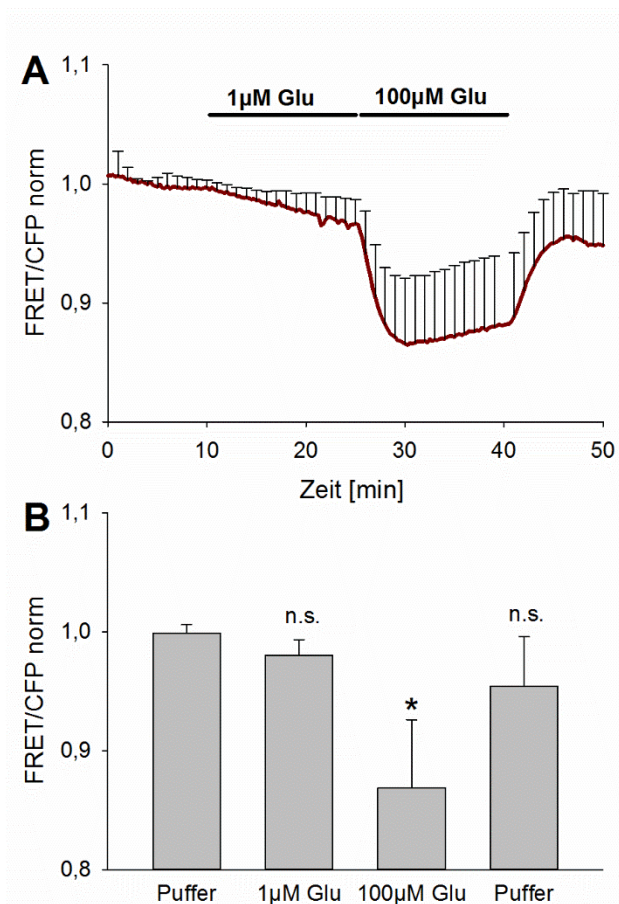 A
1,1
1µM Glu 100µM Glu
1,0
FRET/CFP norm
0,9
0,8
0 10 20 30 40 50
Zeit [min]
B
1,1
n.s. n.s.
1,0
FRET/CFP norm
*
0,9
0,8
Puffer 1µM Glu 100µM Glu Puffer